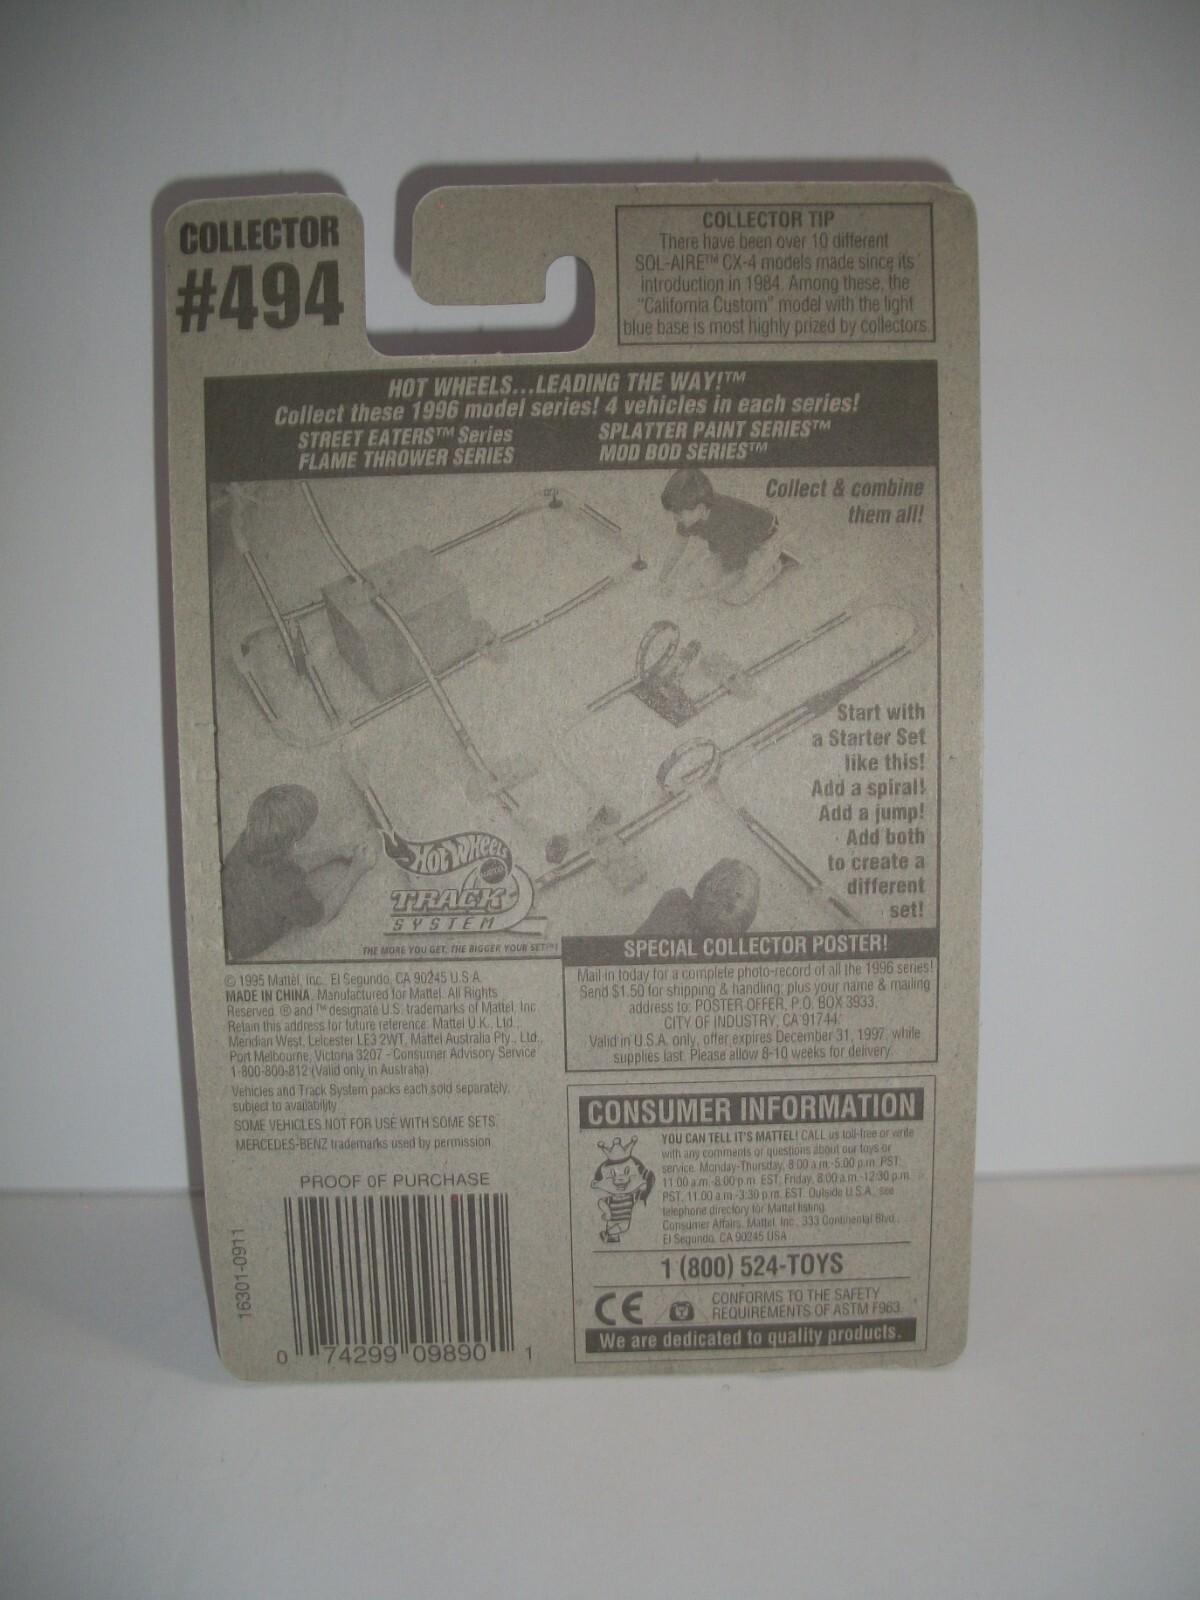 COLLECTOR
#494
COLLECTOR TIP
There have been over 10 different
SOL-AIRE™ CX-4 models made since its
introduction in 1984. Among these, the
"California Custom" model with the light
blue base is most highly prized by collectors.
HOT WHEELS...LEADING THE WAY!™
Collect these 1996 model series! 4 vehicles in each series!
STREET EATERS™ Series
FLAME THROWER SERIES
SPLATTER PAINT SERIES™
MOD BOD SERIES™
Collect & combine
them all!
Start with
a Starter Set
like this!
Add a spiral!
Add a jump!
Add both
to create a
different
set!
HOT WHEELS
TRACK
SYSTEM
THE MORE YOU GET, THE BIGGER YOUR SET!™
© 1995 Mattel, Inc. El Segundo, CA 90245 U.S.A.
MADE IN CHINA. Manufactured for Mattel. All Rights
Reserved. ® and ™ designate U.S. trademarks of Mattel, Inc.
Retain this address for future reference: Mattel U.K., Ltd.,
Meridian West, Leicester LE3 2WT, Mattel Australia Pty., Ltd.,
Port Melbourne, Victoria 3207 - Consumer Advisory Service
1-800-800-812 (Valid only in Australia).
Vehicles and Track System packs each sold separately,
subject to availability
SOME VEHICLES NOT FOR USE WITH SOME SETS.
MERCEDES-BENZ trademarks used by permission.
SPECIAL COLLECTOR POSTER!
Mail in today for a complete photo-record of all the 1996 series!
Send $1.50 for shipping & handling, plus your name & mailing
address to: POSTER OFFER, P.O. BOX 3933,
CITY OF INDUSTRY, CA 91744.
Valid in U.S.A. only, offer expires December 31, 1997, while
supplies last. Please allow 8-10 weeks for delivery.
CONSUMER INFORMATION
YOU CAN TELL IT'S MATTEL! CALL us toll-free or write
with any comments or questions about our toys or
service. Monday-Thursday, 8:00 a.m.-5:00 p.m. PST,
11:00 a.m.-8:00 p.m. EST; Friday, 8:00 a.m.-12:30 p.m.
PST, 11:00 a.m.-3:30 p.m. EST. Outside U.S.A., see
telephone directory for Mattel listing.
Consumer Affairs, Mattel, Inc., 333 Continental Blvd.,
El Segundo, CA 90245 USA
1 (800) 524-TOYS
CE
CONFORMS TO THE SAFETY
REQUIREMENTS OF ASTM F963.
We are dedicated to quality products.
PROOF OF PURCHASE
16301-0911
0 74299 09890 1